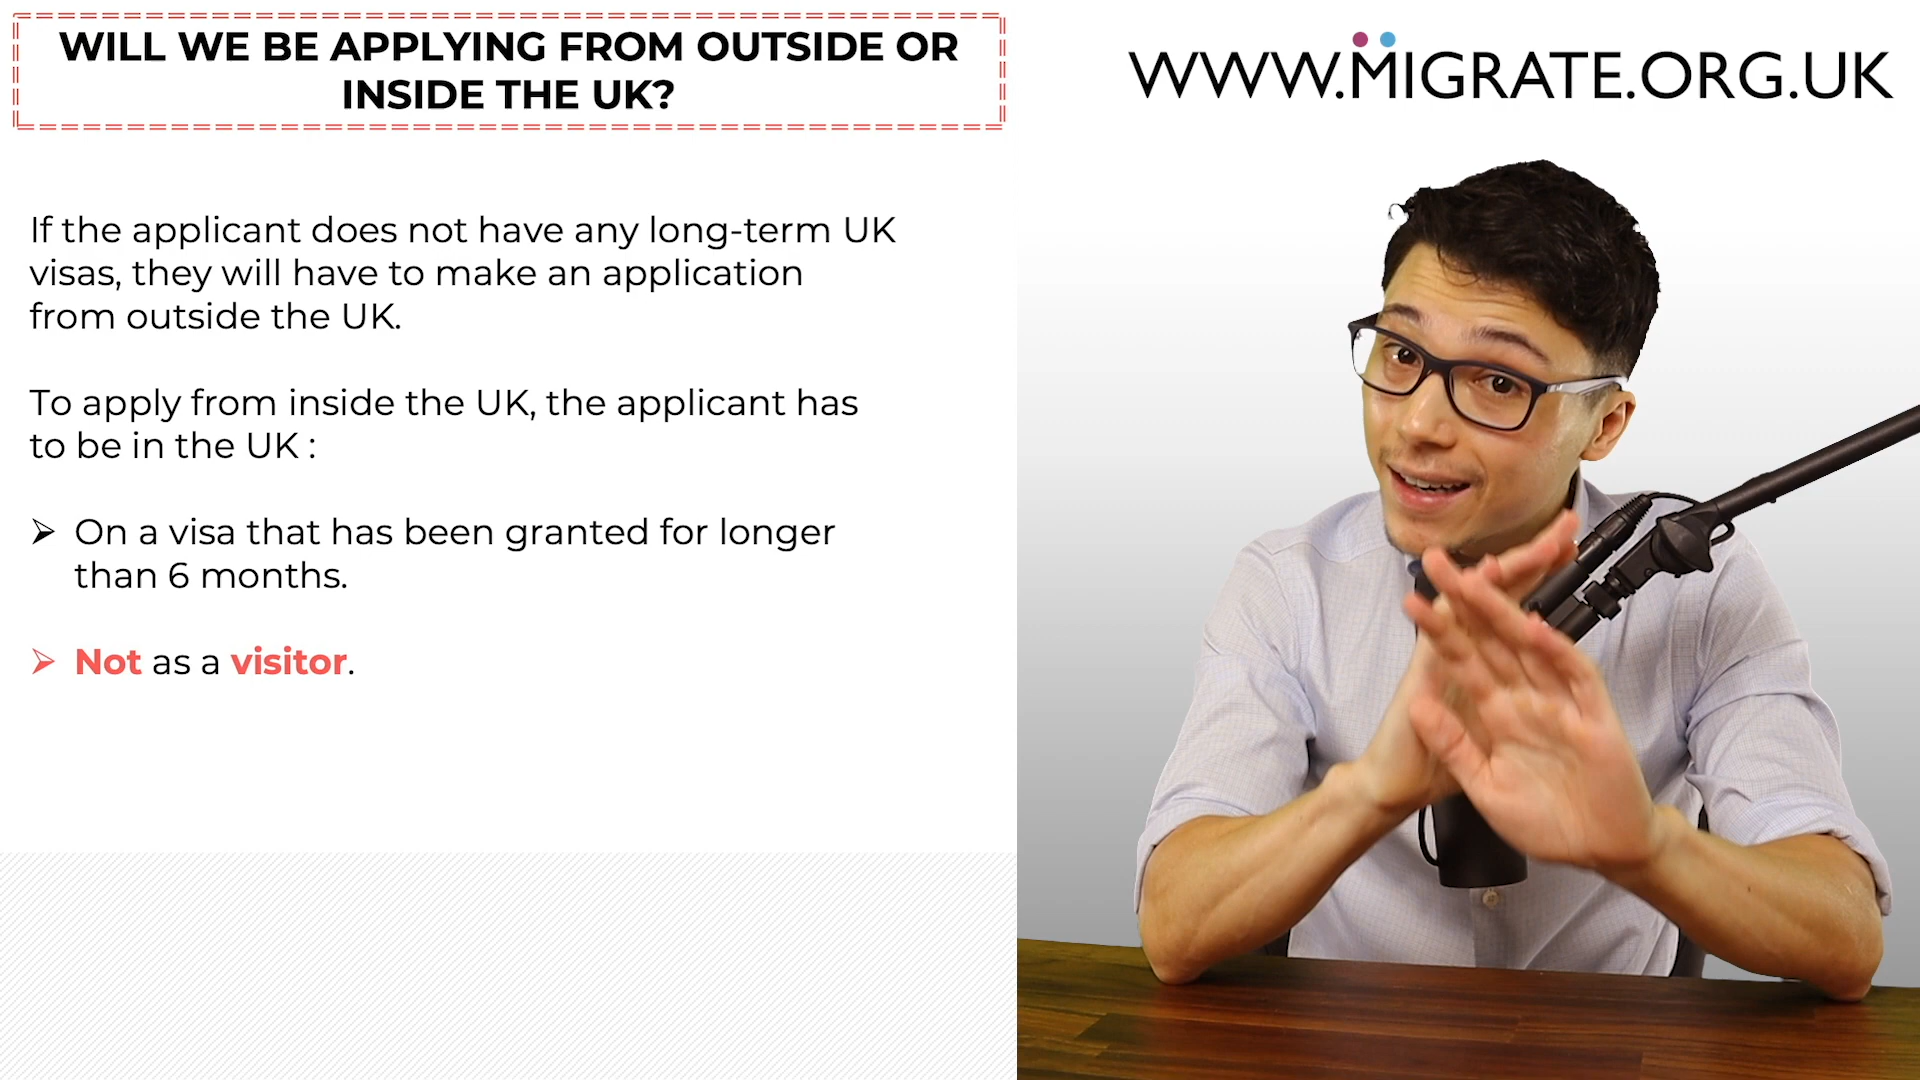 WILL WE BE APPLYING FROM OUTSIDE OR
INSIDE THE UK?
WWW.MIGRATE.ORG.UK
If the applicant does not have any long-term UK
visas, they will have to make an application
from outside the UK.
To apply from inside the UK, the applicant has
to be in the UK :
On a visa that has been granted for longer
than 6 months.
Not as a visitor.